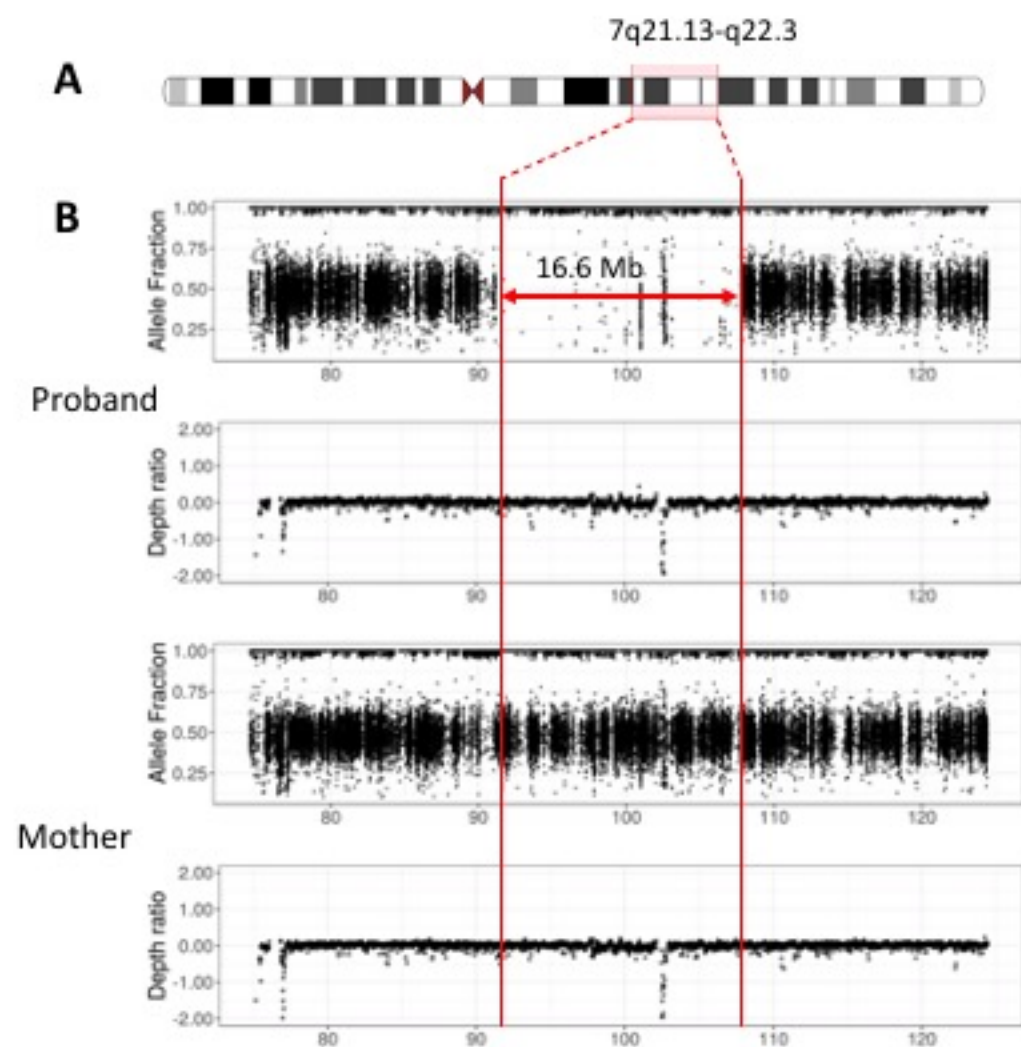 7q21.13-q22.3
A
B
Allele Fraction
1.00
0.75
0.50
0.25
16.6 Mb
80 90 100 110 120
Proband
Depth ratio
2.00
1.00
0.00
-1.00
-2.00
80 90 100 110 120
Allele Fraction
1.00
0.75
0.50
0.25
80 90 100 110 120
Mother
Depth ratio
2.00
1.00
0.00
-1.00
-2.00
80 90 100 110 120